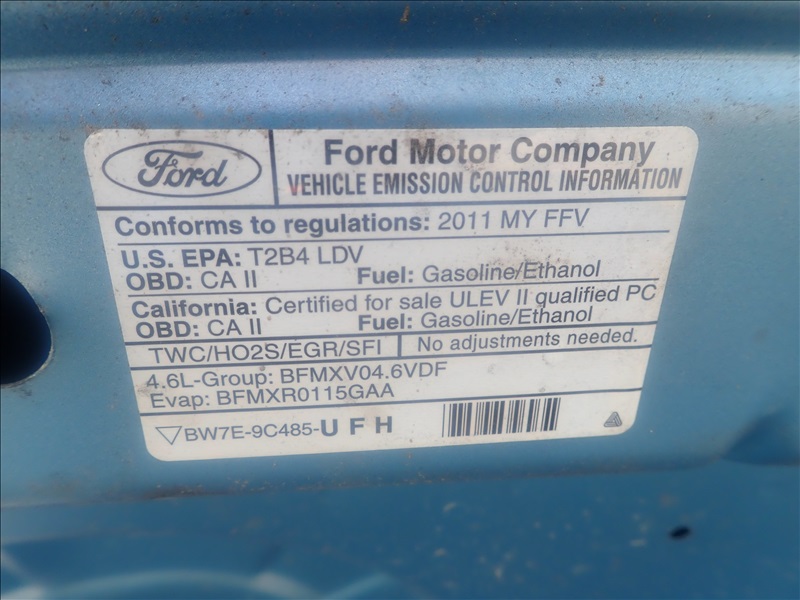 Ford
Ford Motor Company
VEHICLE EMISSION CONTROL INFORMATION
Conforms to regulations: 2011 MY FFV
U.S. EPA: T2B4 LDV
OBD: CA II Fuel: Gasoline/Ethanol
California: Certified for sale ULEV II qualified PC
OBD: CA II Fuel: Gasoline/Ethanol
TWC/HO2S/EGR/SFI No adjustments needed.
4.6L-Group: BFMXV04.6VDF
Evap: BFMXR0115GAA
BW7E-9C485-U F H